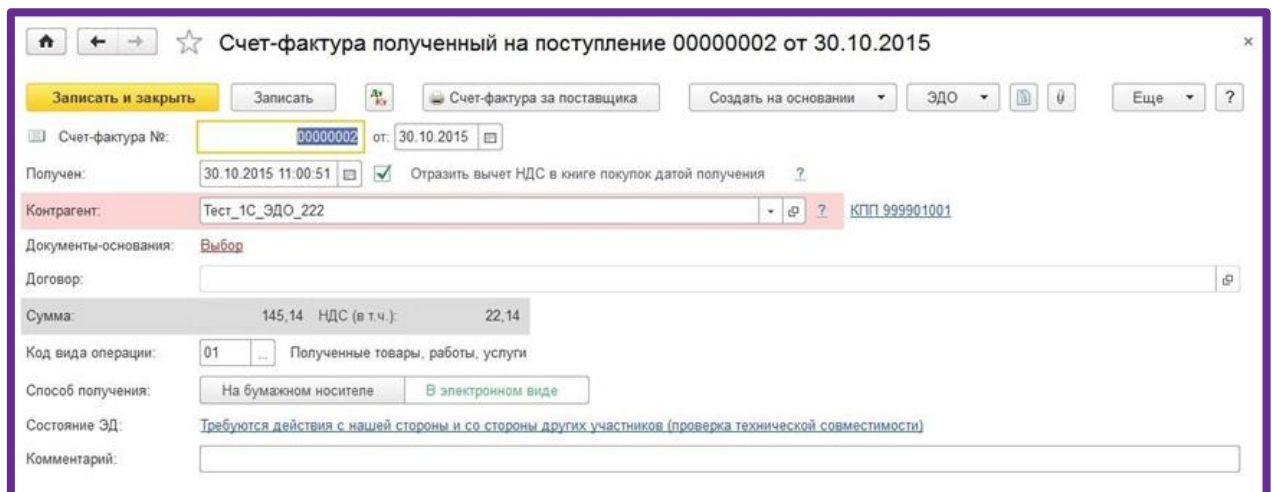 Счет-фактура полученный на поступление 00000002 от 30.10.2015
Записать и закрыть Записать Дт Кт Счет-фактура за поставщика Создать на основании ЭДО Еще ?
Счет-фактура №: 00000002 от: 30.10.2015
Получен: 30.10.2015 11:00:51 Отразить вычет НДС в книге покупок датой получения ?
Контрагент: Тест_1С_ЭДО_222 ? КПП 999901001
Документы-основания: Выбор
Договор:
Сумма: 145,14 НДС (в т.ч.): 22,14
Код вида операции: 01 ... Полученные товары, работы, услуги
Способ получения: На бумажном носителе В электронном виде
Состояние ЭД: Требуются действия с нашей стороны и со стороны других участников (проверка технической совместимости)
Комментарий: